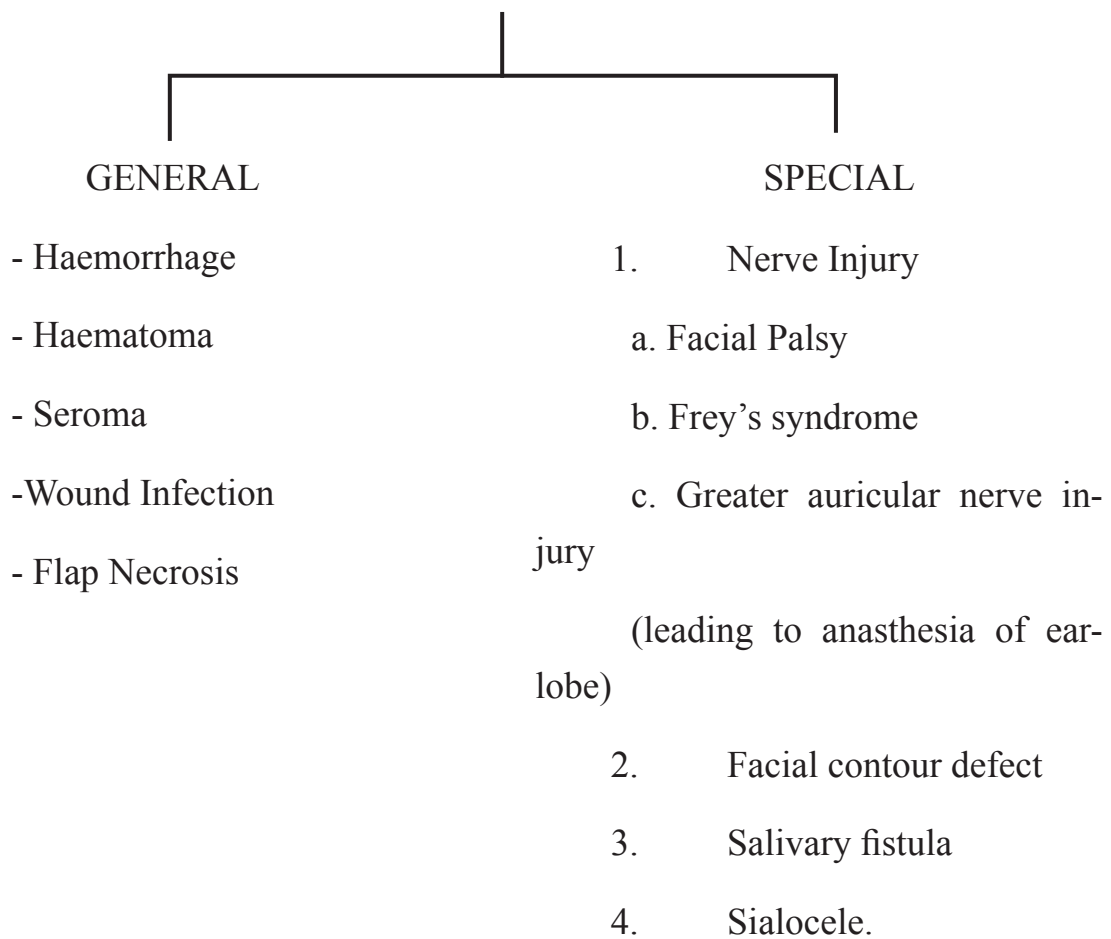 GENERAL
- Haemorrhage
- Haematoma
- Seroma
-Wound Infection
- Flap Necrosis
SPECIAL
1. Nerve Injury
a. Facial Palsy
b. Frey’s syndrome
c. Greater auricular nerve in-
jury
(leading to anasthesia of ear-
lobe)
2. Facial contour defect
3. Salivary fistula
4. Sialocele.